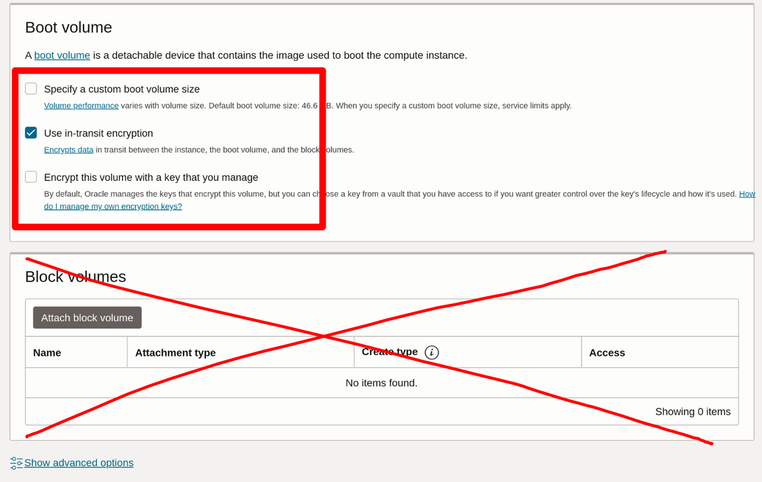 Boot volume
A boot volume is a detachable device that contains the image used to boot the compute instance.
Specify a custom boot volume size
Volume performance varies with volume size. Default boot volume size: 46.6 B. When you specify a custom boot volume size, service limits apply.
Use in-transit encryption
Encrypts data in transit between the instance, the boot volume, and the block volumes.
Encrypt this volume with a key that you manage
By default, Oracle manages the keys that encrypt this volume, but you can choose a key from a vault that you have access to if you want greater control over the key's lifecycle and how it's used. How
do I manage my own encryption keys?
Block volumes
Attach block volume
Name Attachment type Create type i Access
No items found.
Showing 0 items
Show advanced options